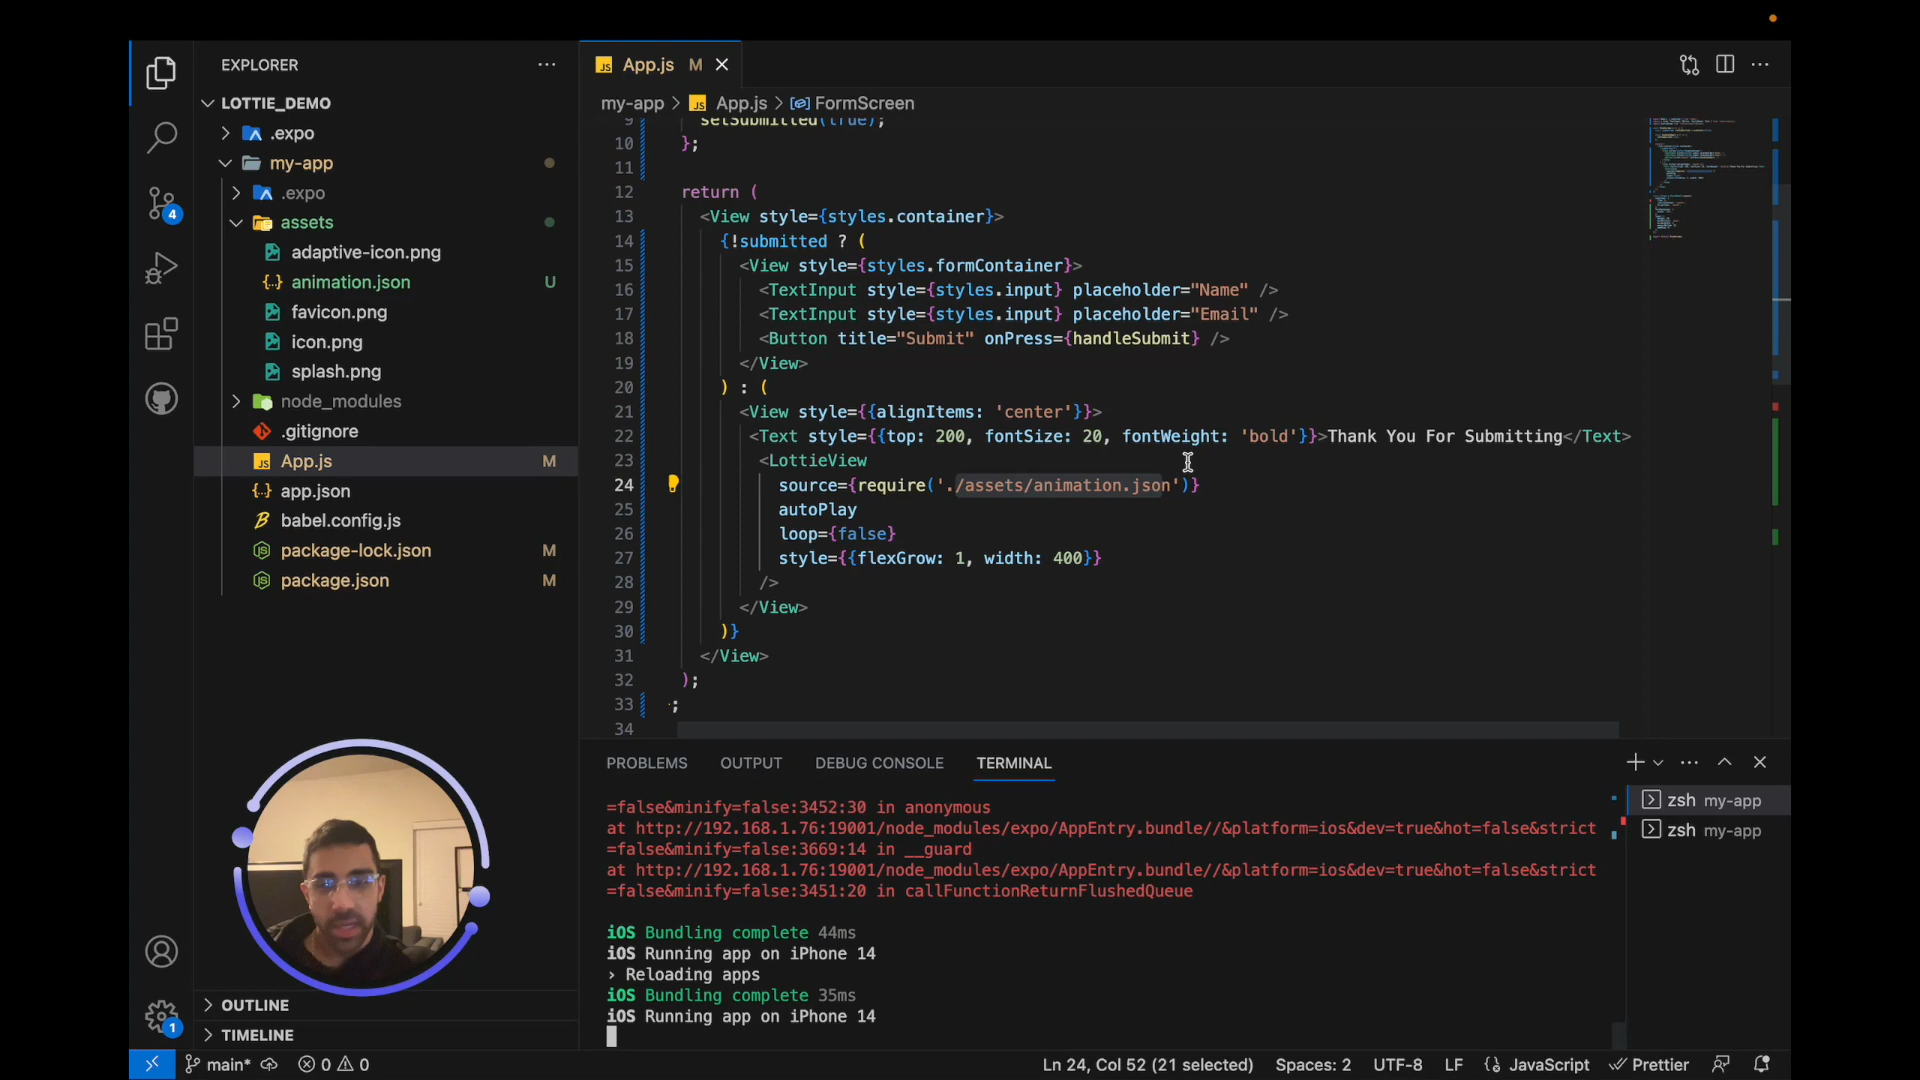 EXPLORER
LOTTIE_DEMO
.expo
my-app
.expo
assets
adaptive-icon.png
animation.json U
favicon.png
icon.png
splash.png
node_modules
.gitignore
JS App.js M
app.json
babel.config.js
package-lock.json M
package.json M
OUTLINE
TIMELINE
4
1
JS App.js M
my-app > JS App.js > FormScreen
9 setSubmitted(true);
10 };
11
12 return (
13 <View style={styles.container}>
14 {!submitted ? (
15 <View style={styles.formContainer}>
16 <TextInput style={styles.input} placeholder="Name" />
17 <TextInput style={styles.input} placeholder="Email" />
18 <Button title="Submit" onPress={handleSubmit} />
19 </View>
20 ) : (
21 <View style={{alignItems: 'center'}}>
22 <Text style={{top: 200, fontSize: 20, fontWeight: 'bold'}}>Thank You For Submitting</Text>
23 <LottieView
24 source={require('./assets/animation.json')}
25 autoPlay
26 loop={false}
27 style={{flexGrow: 1, width: 400}}
28 />
29 </View>
30 )}
31 </View>
32 );
33 ;
34
PROBLEMS OUTPUT DEBUG CONSOLE TERMINAL
=false&minify=false:3452:30 in anonymous
at http://192.168.1.76:19001/node_modules/expo/AppEntry.bundle//&platform=ios&dev=true&hot=false&strict
=false&minify=false:3669:14 in __guard
at http://192.168.1.76:19001/node_modules/expo/AppEntry.bundle//&platform=ios&dev=true&hot=false&strict
=false&minify=false:3451:20 in callFunctionReturnFlushedQueue
iOS Bundling complete 44ms
iOS Running app on iPhone 14
› Reloading apps
iOS Bundling complete 35ms
iOS Running app on iPhone 14
zsh my-app
zsh my-app
main* 0 0 Ln 24, Col 52 (21 selected) Spaces: 2 UTF-8 LF JavaScript Prettier